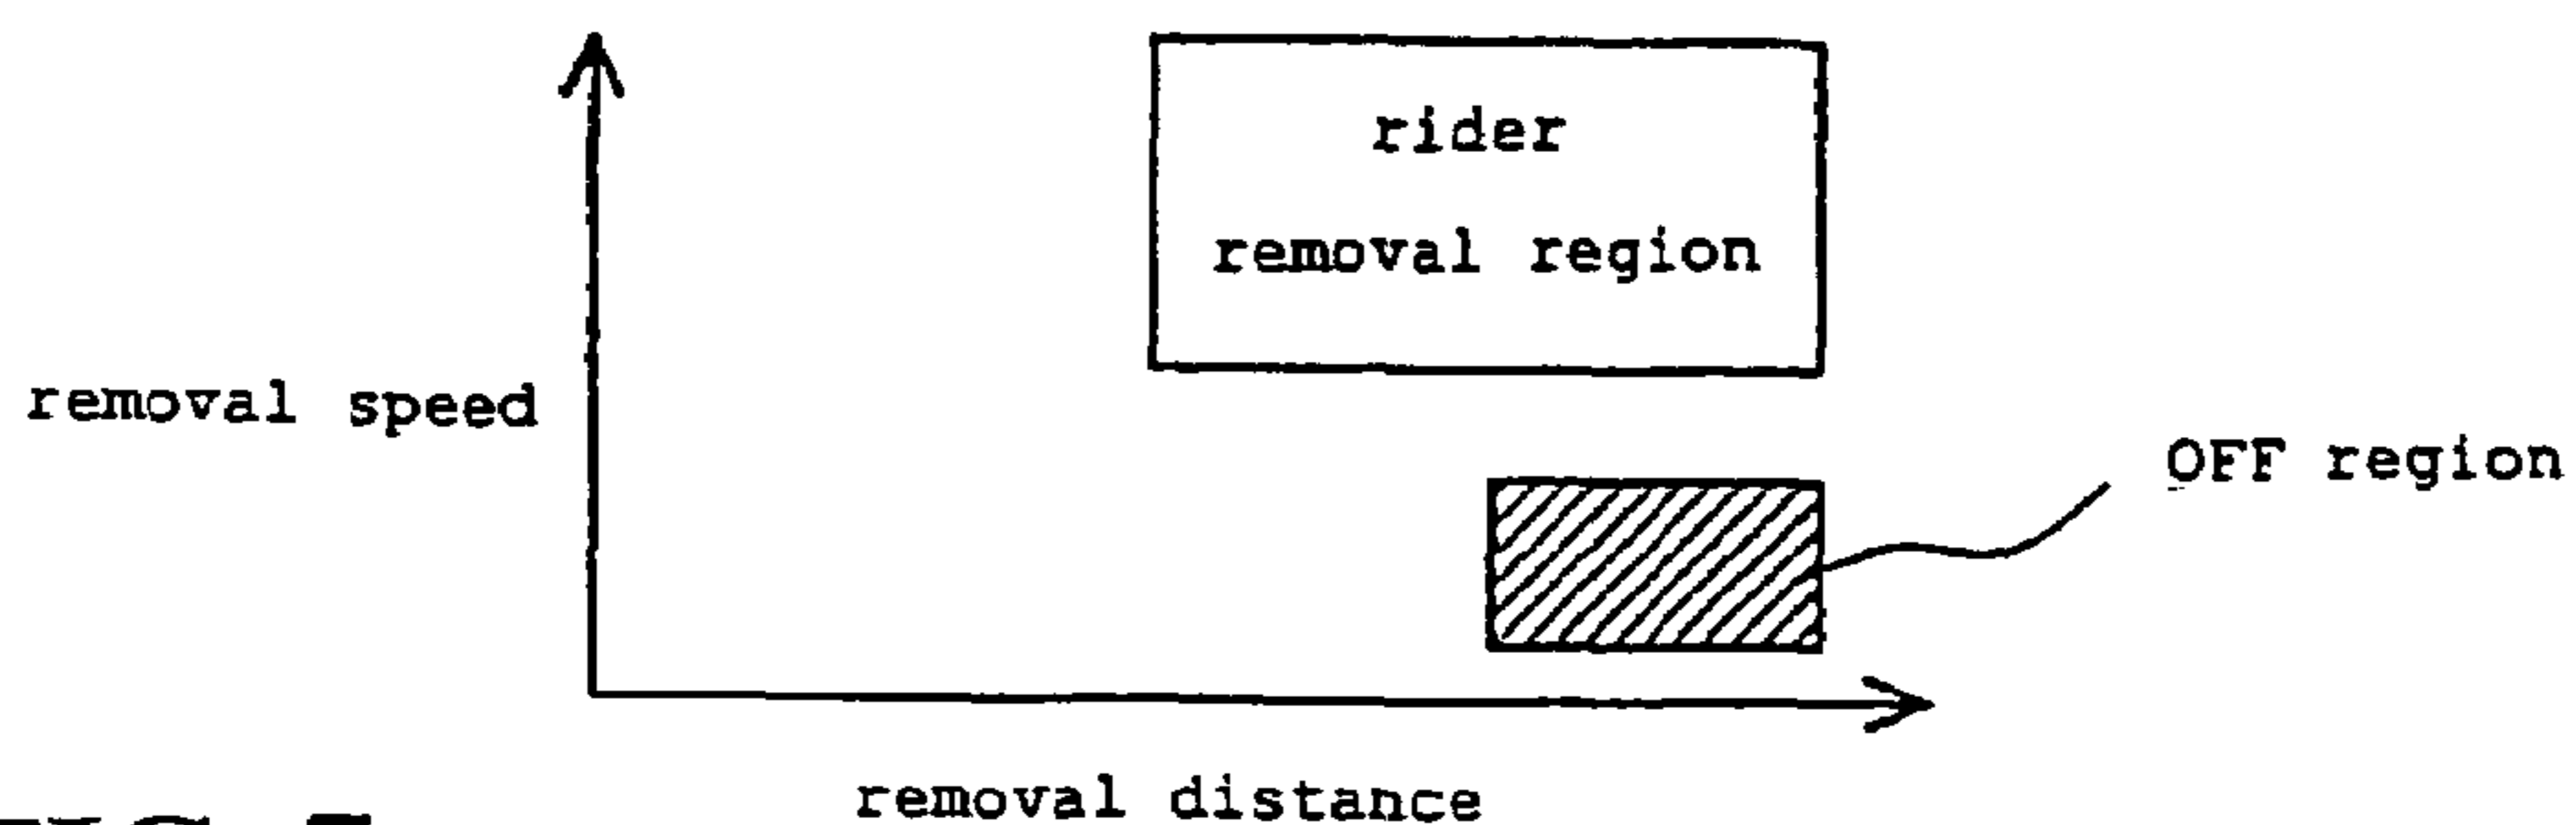 rider
removal region
removal speed
OFF region
removal distance